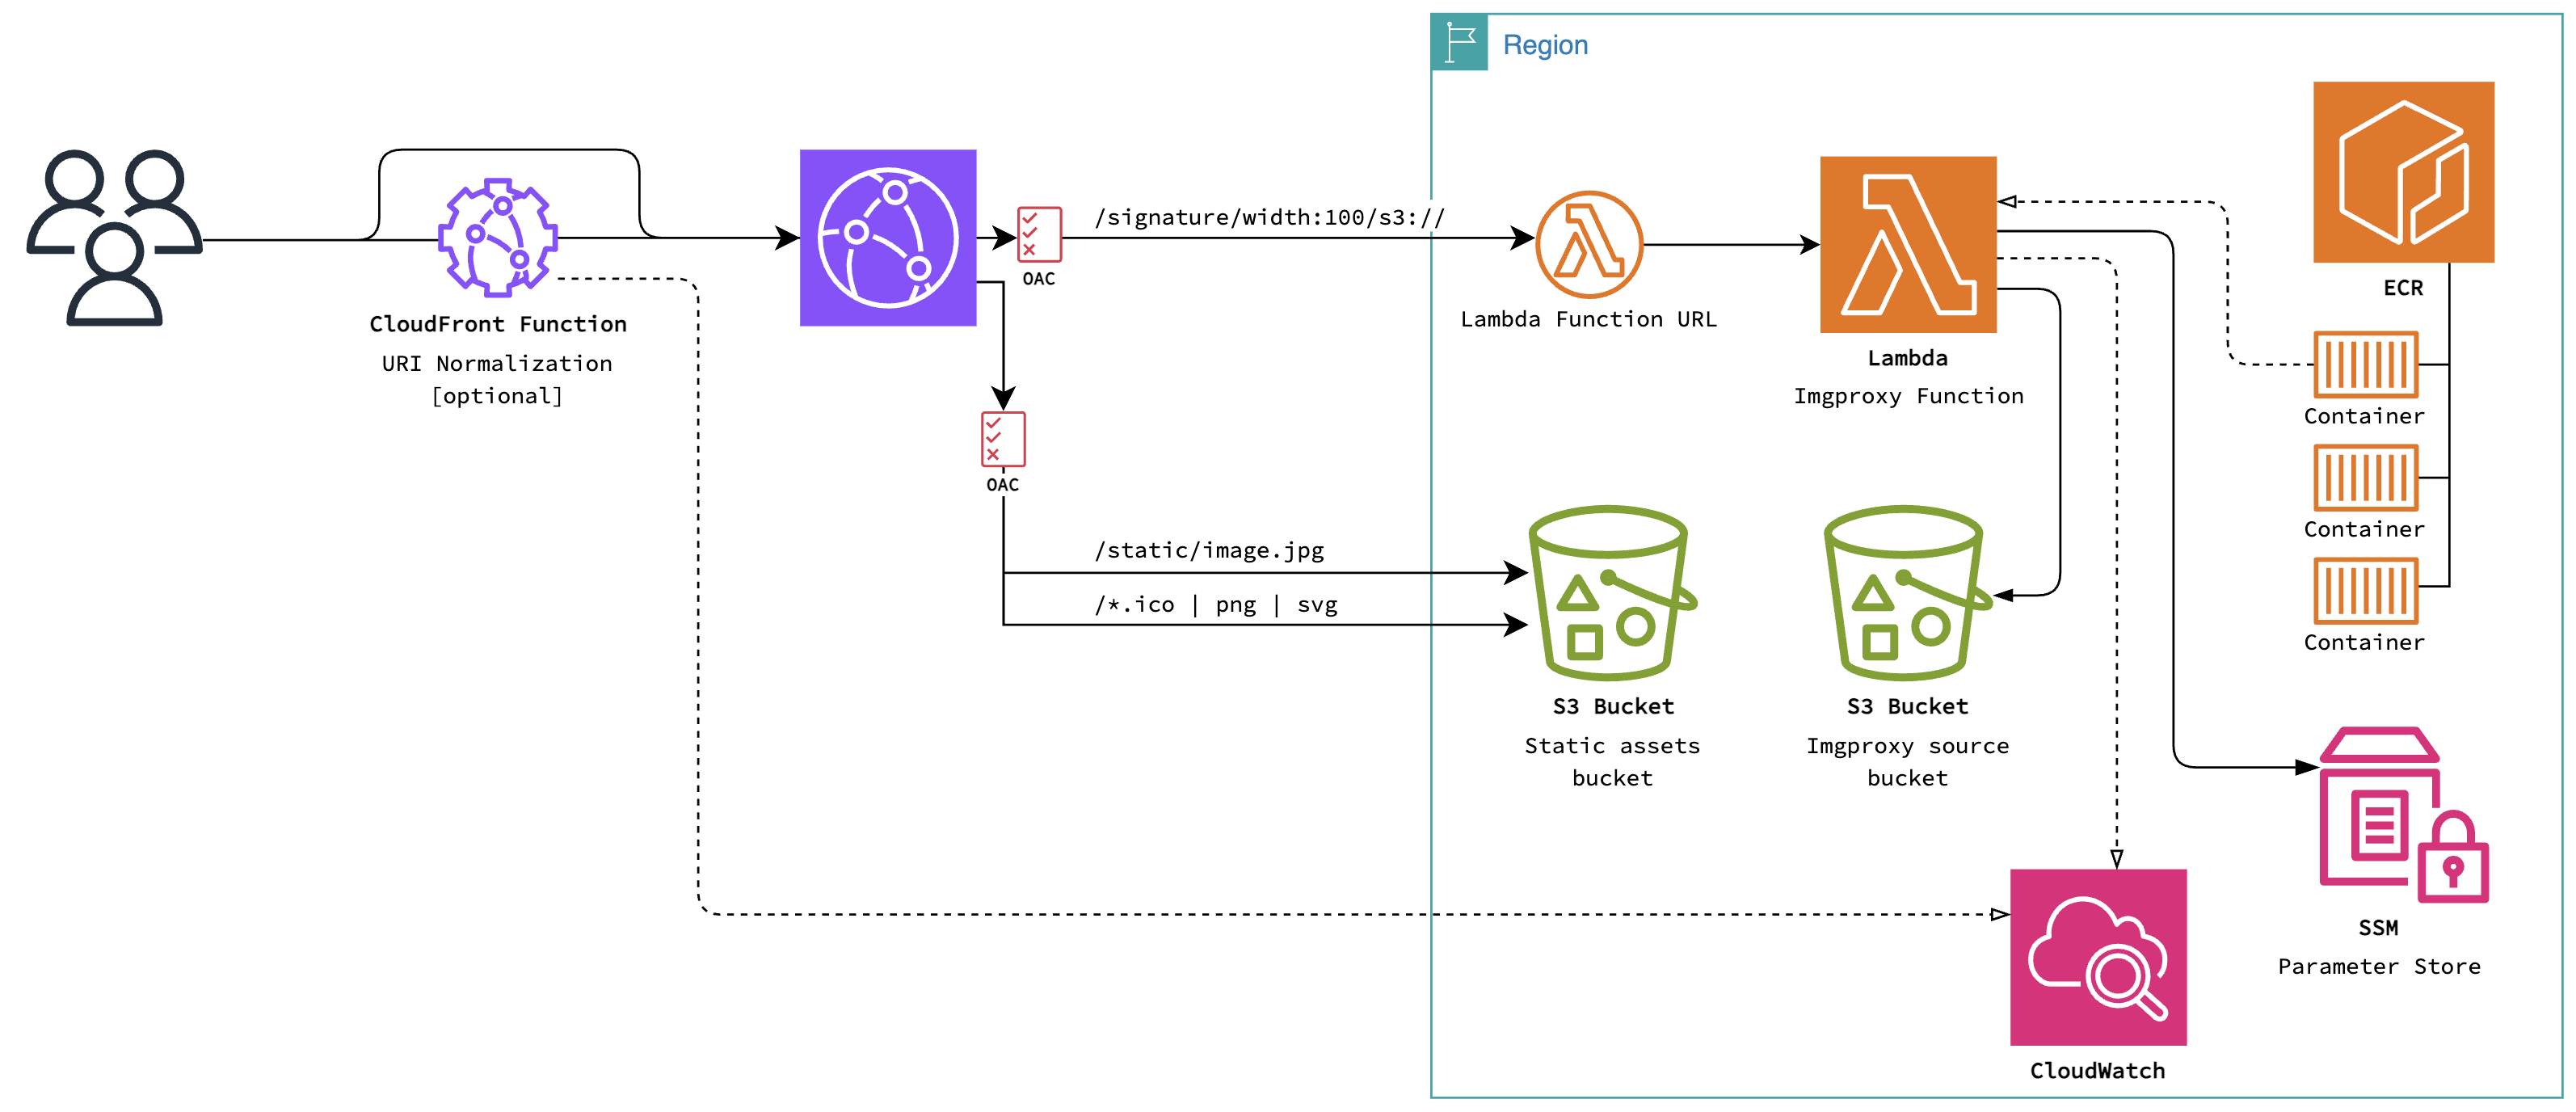 Region
/signature/width:100/s3://
OAC
CloudFront Function
URI Normalization
[optional]
Lambda Function URL
Lambda
Imgproxy Function
ECR
Container
Container
Container
OAC
/static/image.jpg
/*.ico | png | svg
S3 Bucket
Static assets
bucket
S3 Bucket
Imgproxy source
bucket
SSM
Parameter Store
CloudWatch